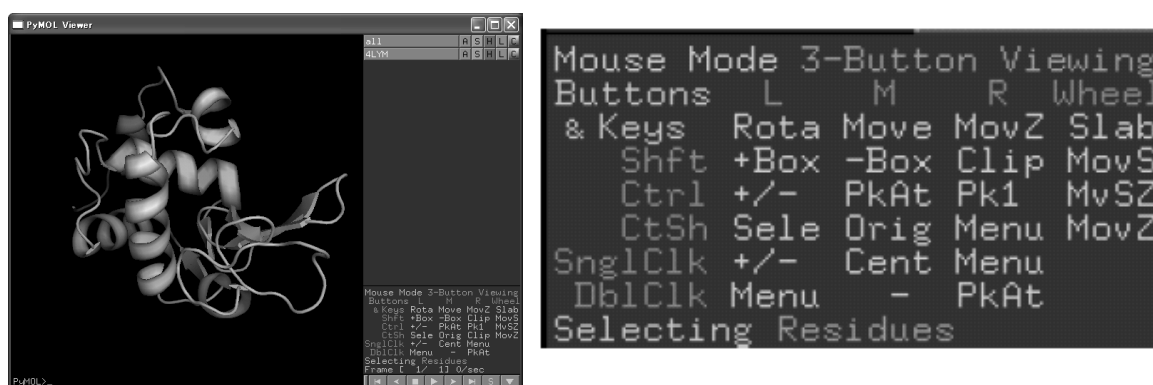 PyMOL Viewer
all A S H L C
4LYM A S H L C
Mouse Mode 3-Button Viewing
Buttons L M R Wheel
& Keys Rota Move MovZ Slab
Shft +Box -Box Clip MovS
Ctrl +/- PkAt Pk1 MvSZ
CtSh Sele Orig Menu MovZ
SnglClk +/- Cent Menu
DblClk Menu - PkAt
Selecting Residues
Frame [ 1/ 1] 0/sec
S
PyMOL>_
Mouse Mode 3-Button Viewing
Buttons L M R Wheel
& Keys Rota Move MovZ Slab
Shft +Box -Box Clip MovS
Ctrl +/- PkAt Pk1 MvSZ
CtSh Sele Orig Menu MovZ
SnglClk +/- Cent Menu
DblClk Menu - PkAt
Selecting Residues